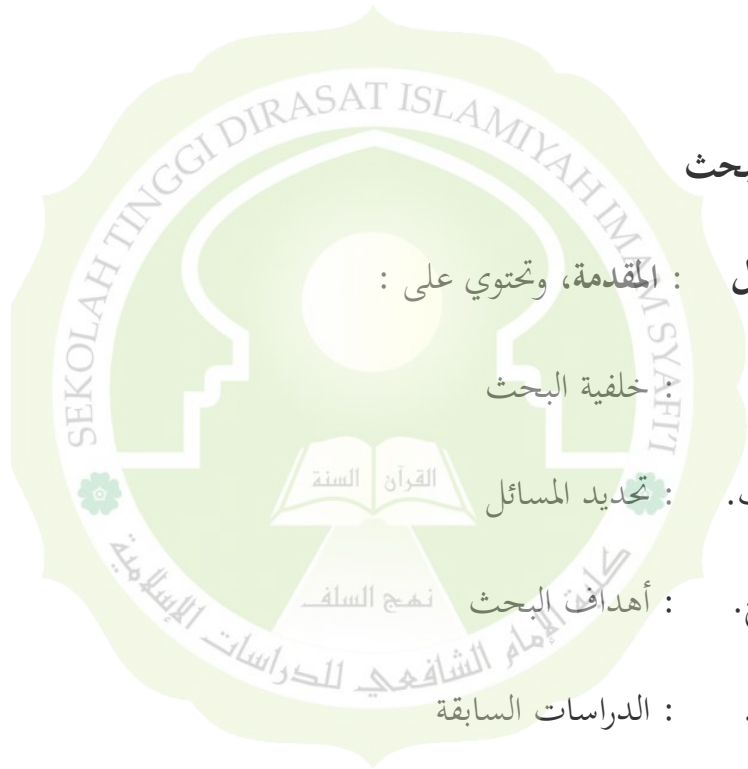 : المقدمة، وتحتوي على :
: خلفية البحث
: تحديد المسائل
: أهداف البحث
: الدراسات السابقة
SEKOLAH TINGGI DIRASAT ISLAMIYAH IMAM SYAFI'I
القرآن السنة
نهج السلف
كلية الإمام الشافعي للدراسات الإسلامية